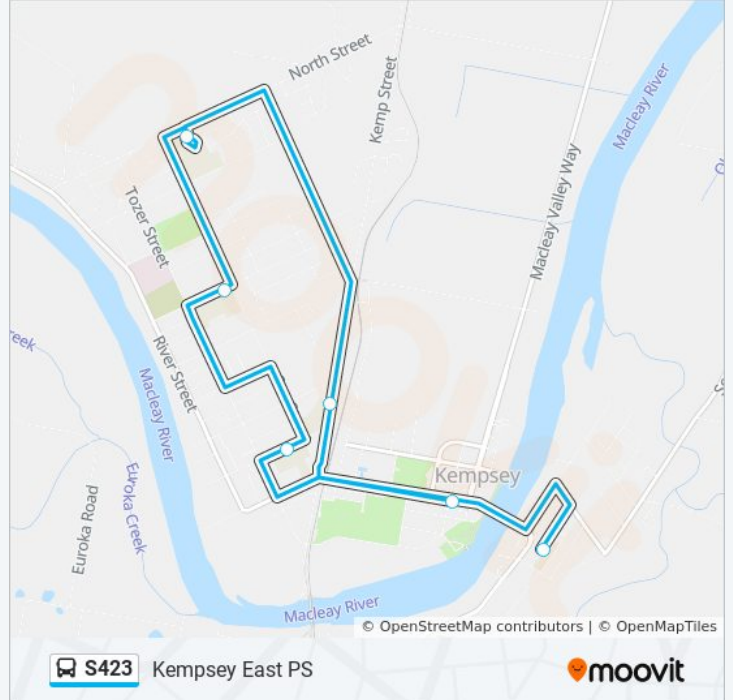 North Street
Kemp Street
Macleay River
Macleay Valley Way
Tozer Street
reek
River Street
Macleay River
Kempsey
Euroka Creek
Euroka Road
Macleay River
© OpenStreetMap contributors | © OpenMapTiles
S423 Kempsey East PS
moovit